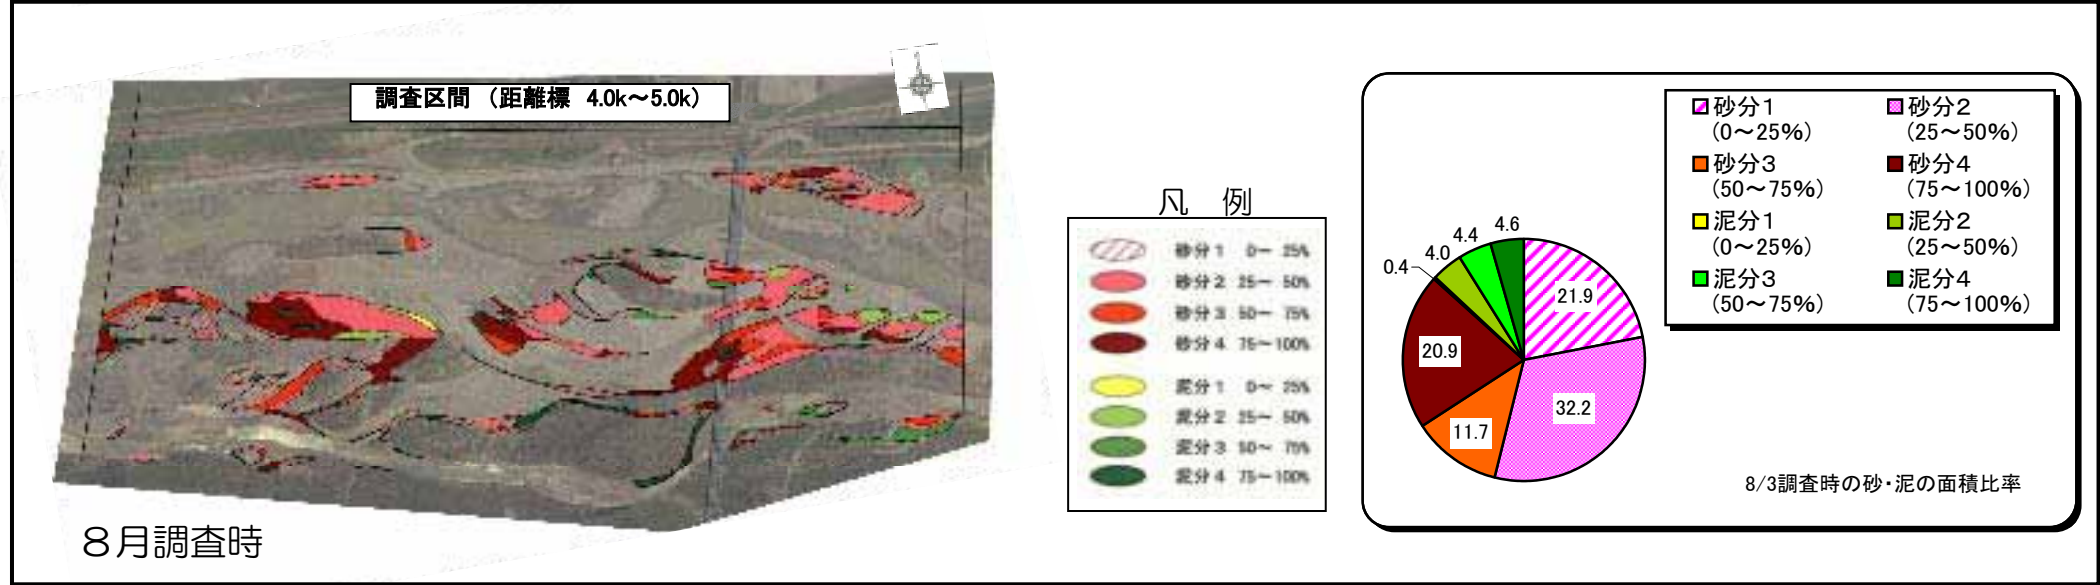 調査区間 （距離標 4.0k～5.0k）
8月調査時
凡 例
砂分1 0～ 25%
砂分2 25～ 50%
砂分3 50～ 75%
砂分4 75～100%
泥分1 0～ 25%
泥分2 25～ 50%
泥分3 50～ 75%
泥分4 75～100%
砂分1
(0～25%)
砂分2
(25～50%)
砂分3
(50～75%)
砂分4
(75～100%)
泥分1
(0～25%)
泥分2
(25～50%)
泥分3
(50～75%)
泥分4
(75～100%)
4.6
4.4
4.0
0.4
21.9
20.9
32.2
11.7
8/3調査時の砂・泥の面積比率